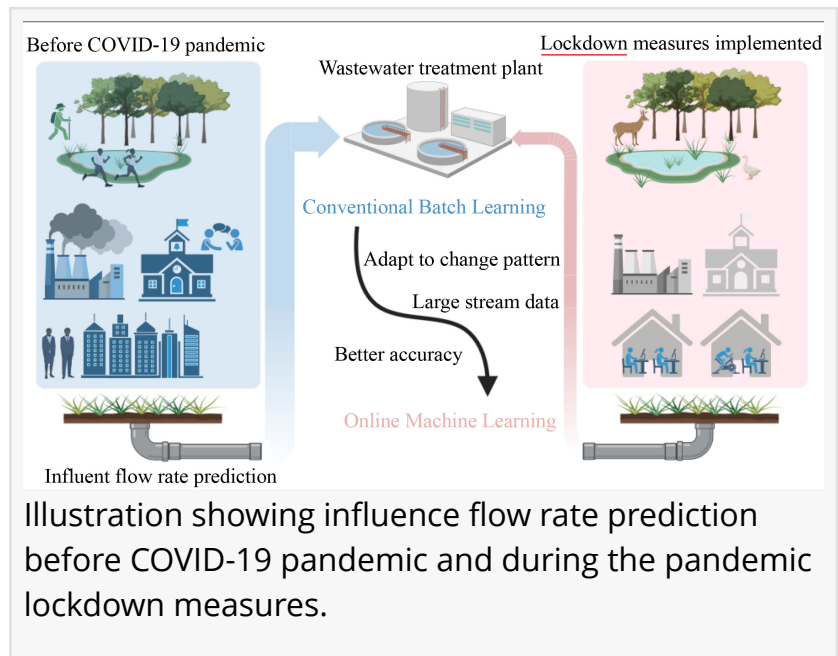 Before COVID-19 pandemic
Lockdown measures implemented
Wastewater treatment plant
Conventional Batch Learning
Adapt to change pattern
Large stream data
Better accuracy
Online Machine Learning
Influent flow rate prediction
Illustration showing influence flow rate prediction
before COVID-19 pandemic and during the pandemic
lockdown measures.